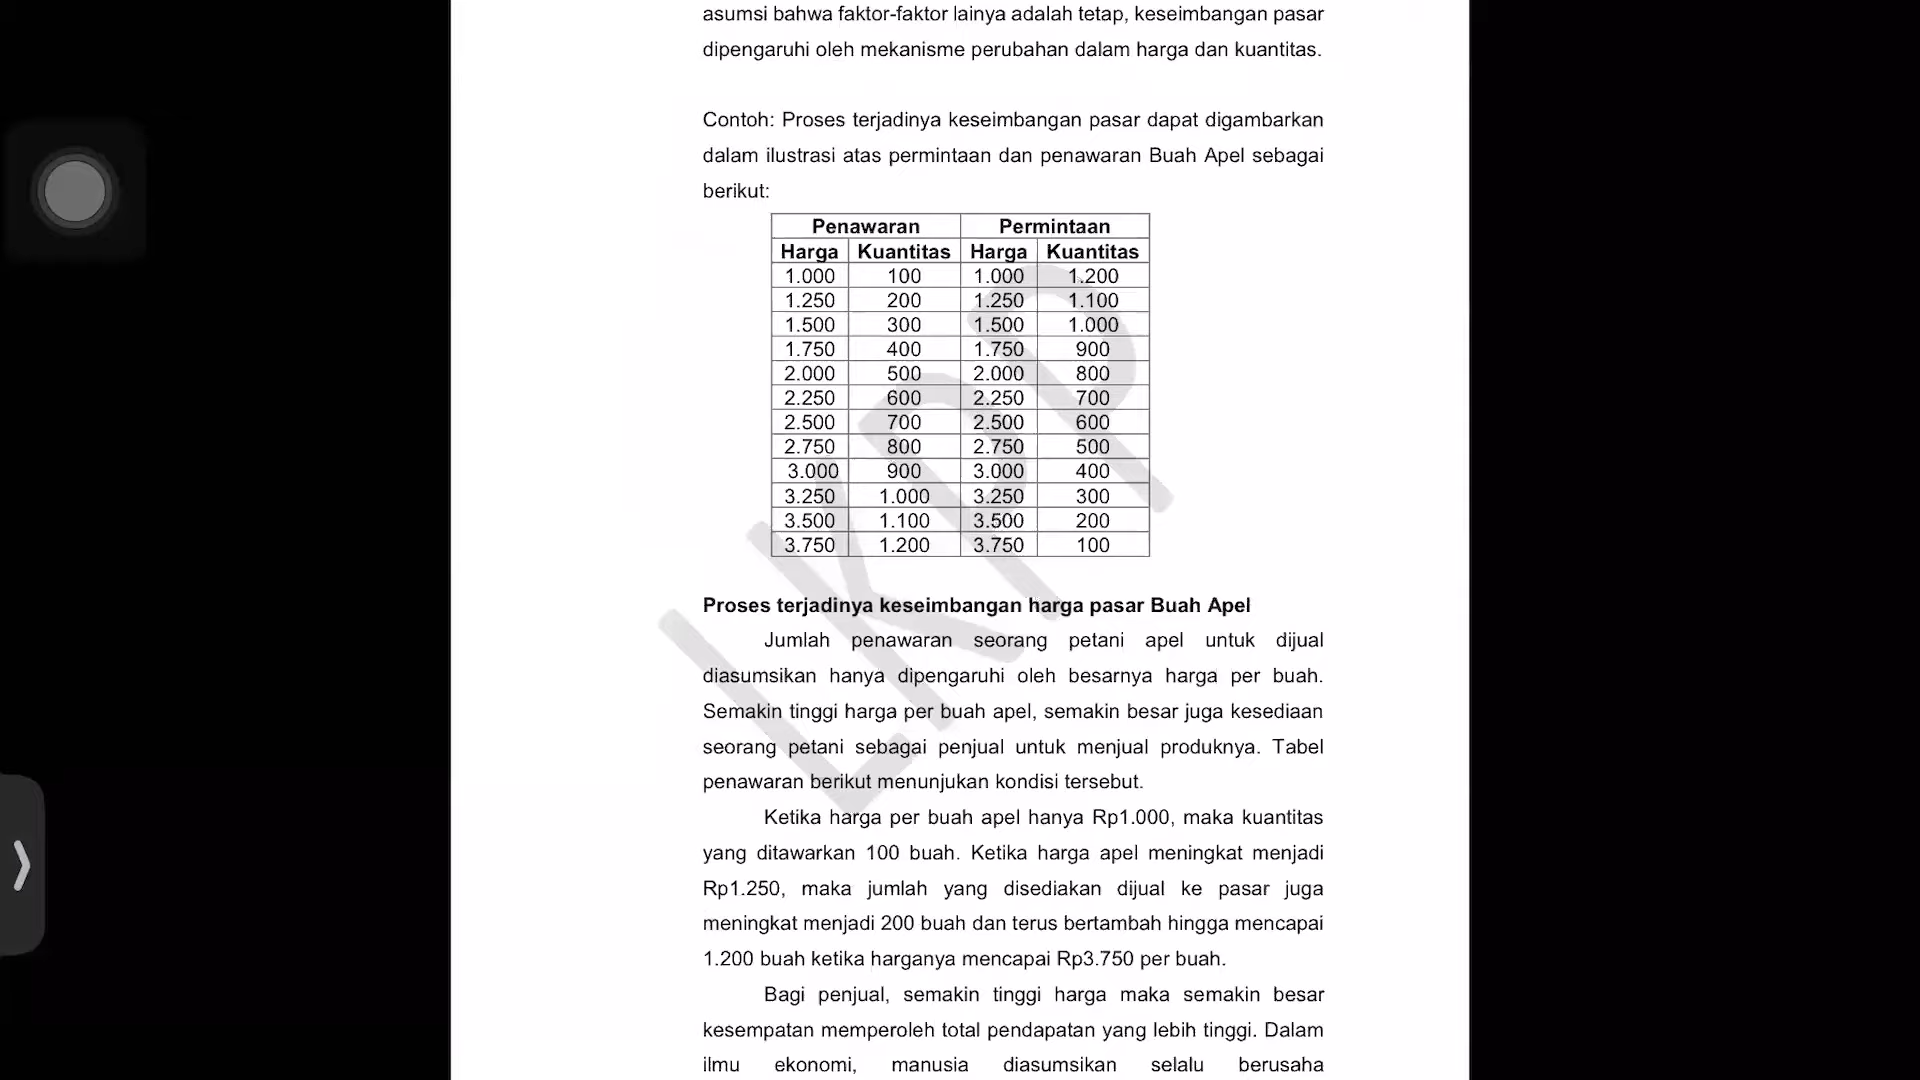 asumsi bahwa faktor-faktor lainya adalah tetap, keseimbangan pasar
dipengaruhi oleh mekanisme perubahan dalam harga dan kuantitas.
Contoh: Proses terjadinya keseimbangan pasar dapat digambarkan
dalam ilustrasi atas permintaan dan penawaran Buah Apel sebagai
berikut:
Penawaran Permintaan
Harga Kuantitas Harga Kuantitas
1.000 100 1.000 1.200
1.250 200 1.250 1.100
1.500 300 1.500 1.000
1.750 400 1.750 900
2.000 500 2.000 800
2.250 600 2.250 700
2.500 700 2.500 600
2.750 800 2.750 500
3.000 900 3.000 400
3.250 1.000 3.250 300
3.500 1.100 3.500 200
3.750 1.200 3.750 100
LKPP
Proses terjadinya keseimbangan harga pasar Buah Apel
Jumlah penawaran seorang petani apel untuk dijual
diasumsikan hanya dipengaruhi oleh besarnya harga per buah.
Semakin tinggi harga per buah apel, semakin besar juga kesediaan
seorang petani sebagai penjual untuk menjual produknya. Tabel
penawaran berikut menunjukan kondisi tersebut.
Ketika harga per buah apel hanya Rp1.000, maka kuantitas
yang ditawarkan 100 buah. Ketika harga apel meningkat menjadi
Rp1.250, maka jumlah yang disediakan dijual ke pasar juga
meningkat menjadi 200 buah dan terus bertambah hingga mencapai
1.200 buah ketika harganya mencapai Rp3.750 per buah.
Bagi penjual, semakin tinggi harga maka semakin besar
kesempatan memperoleh total pendapatan yang lebih tinggi. Dalam
ilmu ekonomi, manusia diasumsikan selalu berusaha